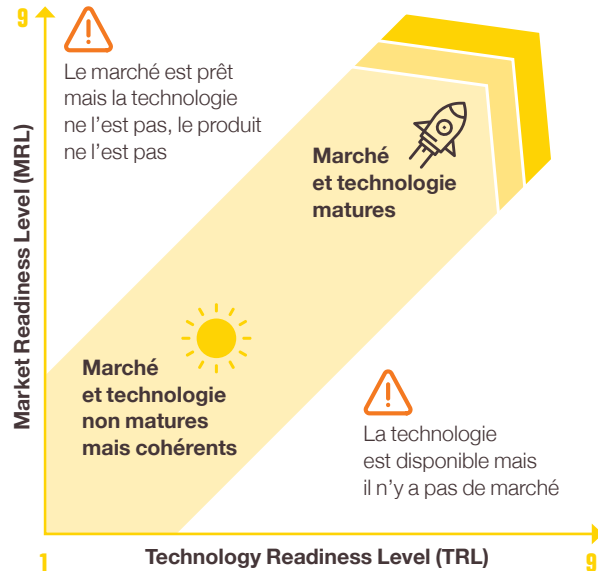 9
Le marché est prêt
mais la technologie
ne l’est pas, le produit
ne l’est pas
Market Readiness Level (MRL)
Marché
et technologie
matures
Marché
et technologie
non matures
mais cohérents
La technologie
est disponible mais
il n’y a pas de marché
1
Technology Readiness Level (TRL)
9